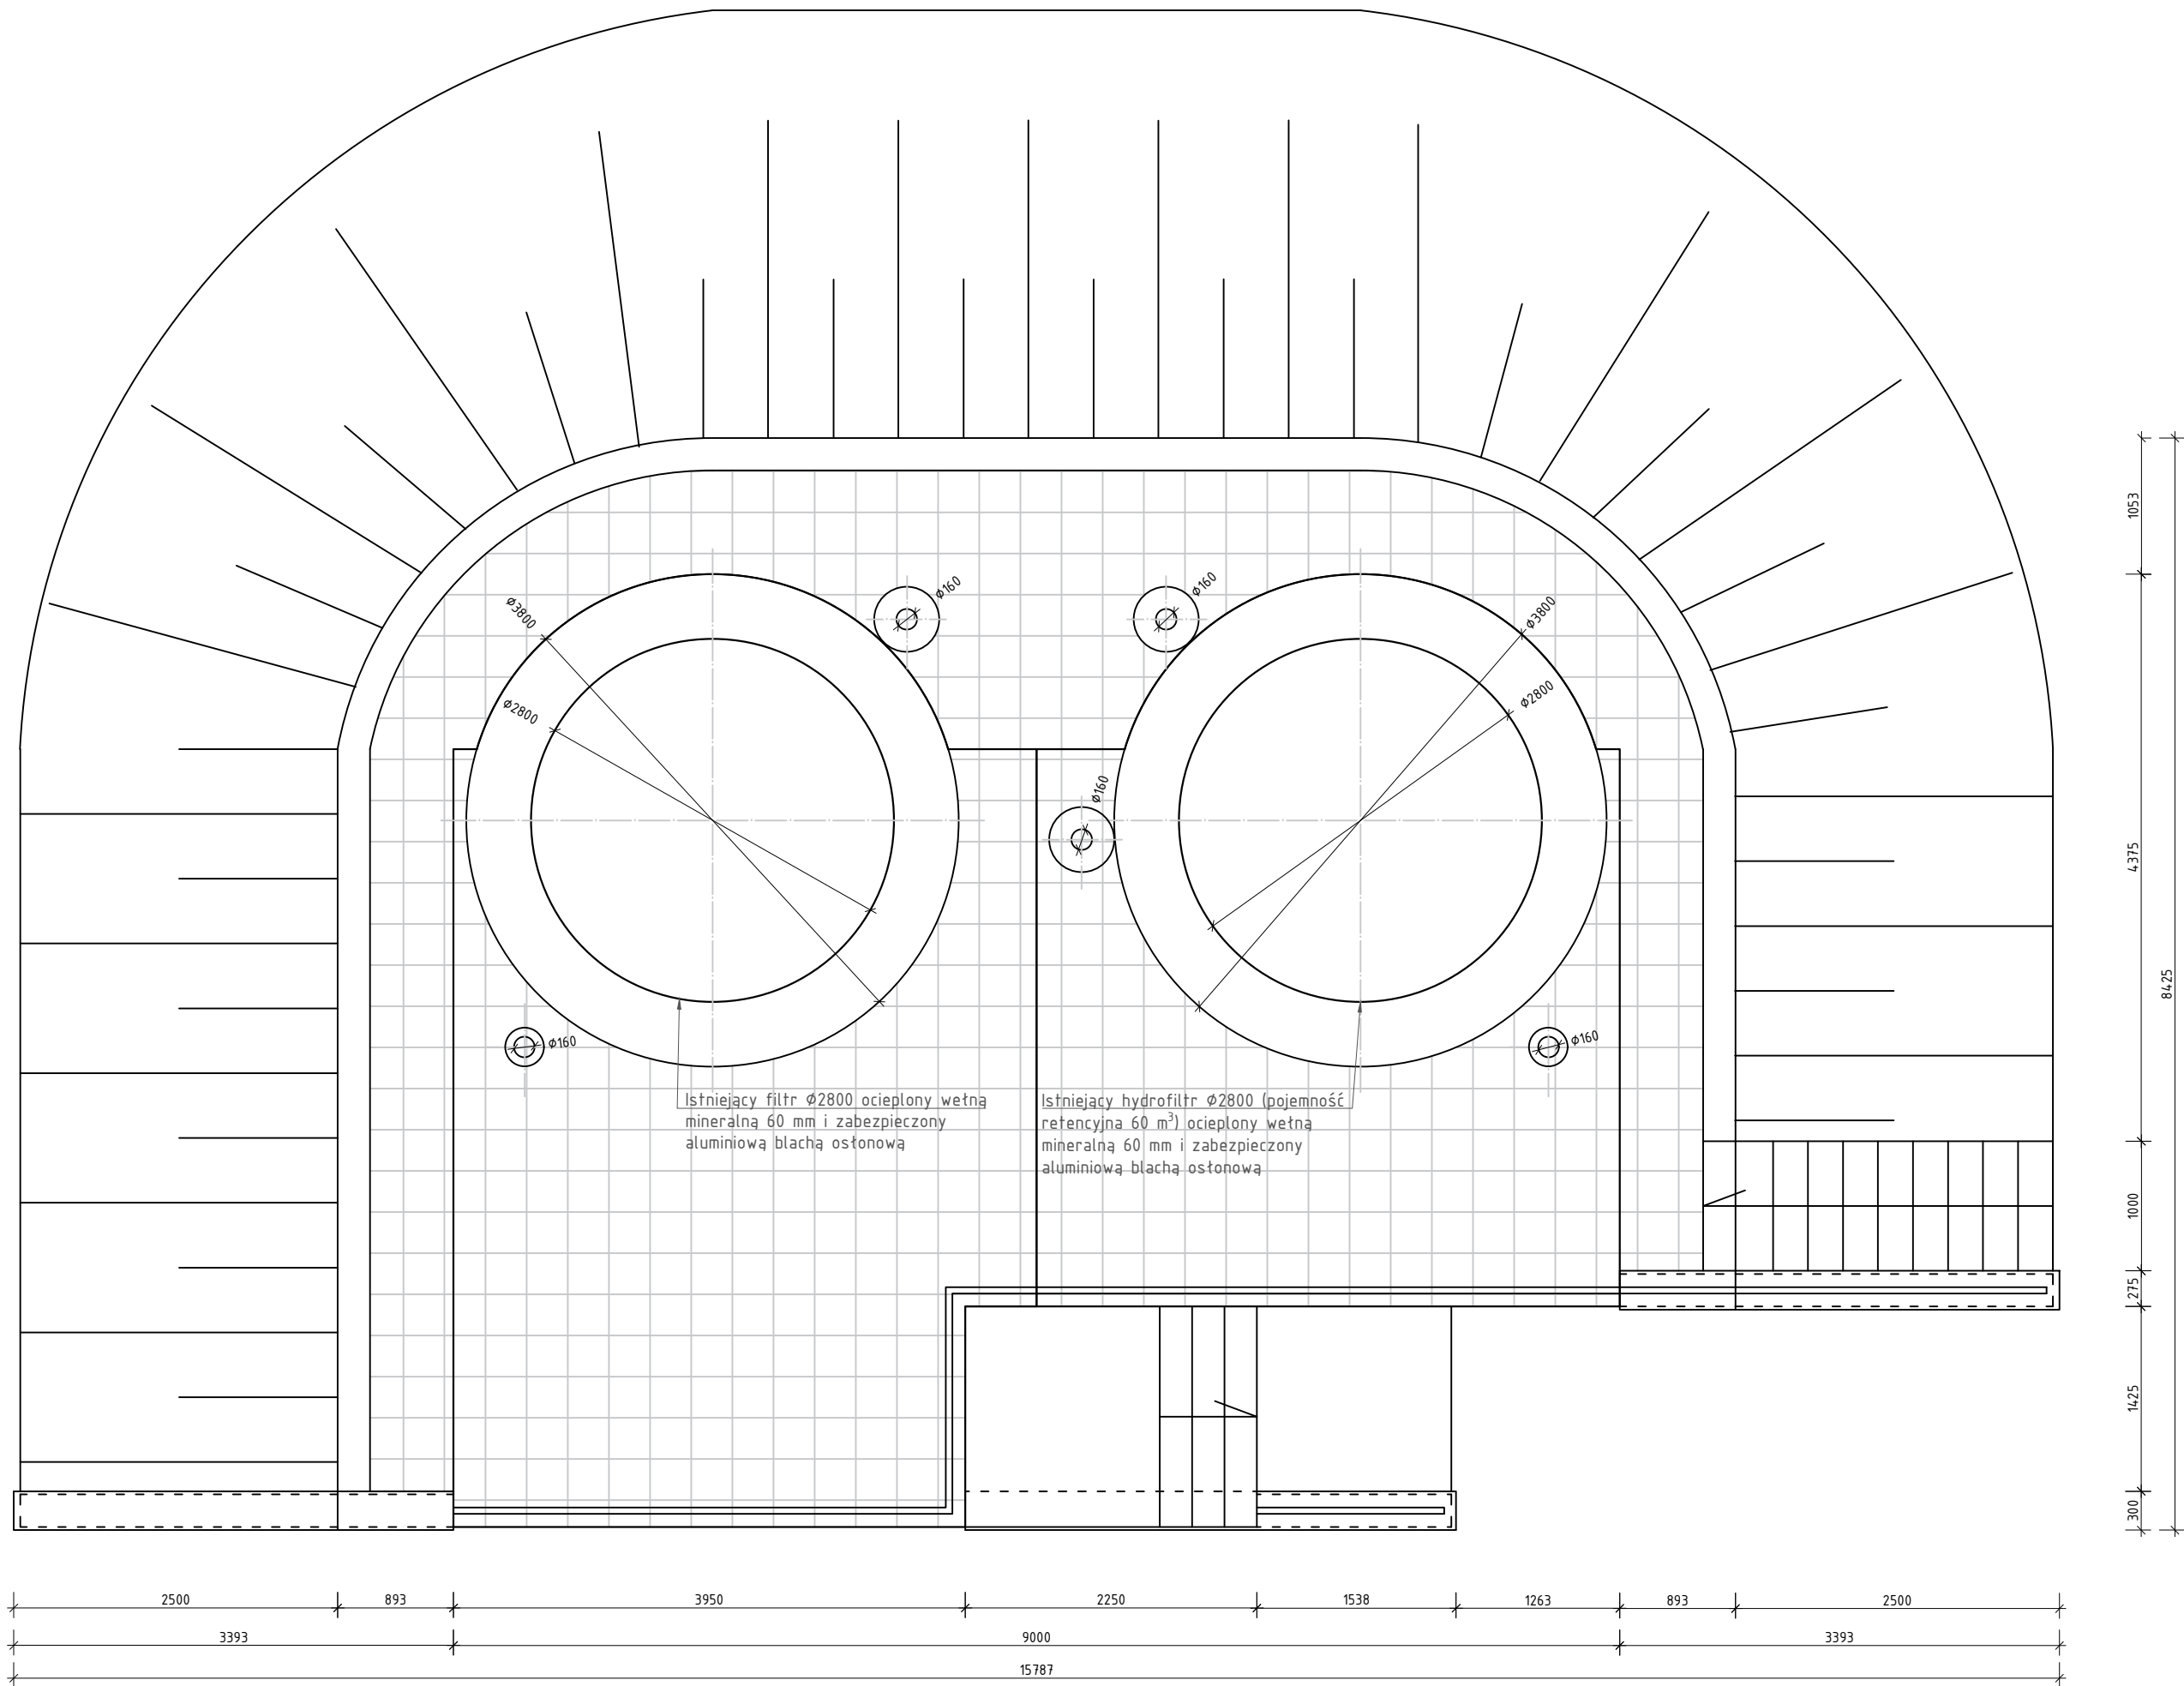 ø160
ø160
ø3800
ø3800
ø2800
ø2800
ø160
ø160
ø160
Istniejący filtr Ø2800 ocieplony wełną
mineralną 60 mm i zabezpieczony
aluminiową blachą osłonową
Istniejący hydrofiltr Ø2800 (pojemność
retencyjna 60 m³) ocieplony wełną
mineralną 60 mm i zabezpieczony
aluminiową blachą osłonową
1053
4375
8425
1000
275
1425
300
2500 893 3950 2250 1538 1263 893 2500
3393 9000 3393
15787